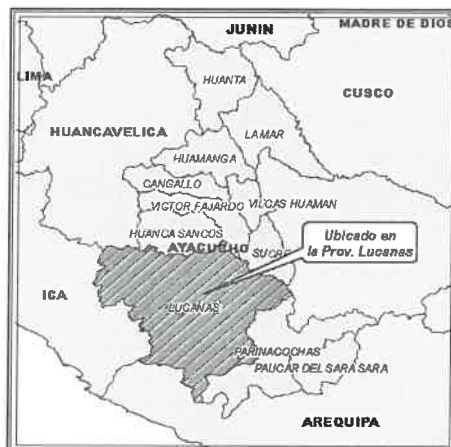 JUNIN
MADRE DE DIOS
LIMA
HUANTA
CUSCO
HUANCAVELICA
LA MAR
HUAMANGA
CANGALLO
VICTOR FAJARDO
VILCAS HUAMAN
HUANCA SANCOS
AYACUCHO
SUCRE
Ubicado en
la Prov. Lucanas
ICA
LUCANAS
PARINACOCHAS
PAUCAR DEL SARA SARA
AREQUIPA